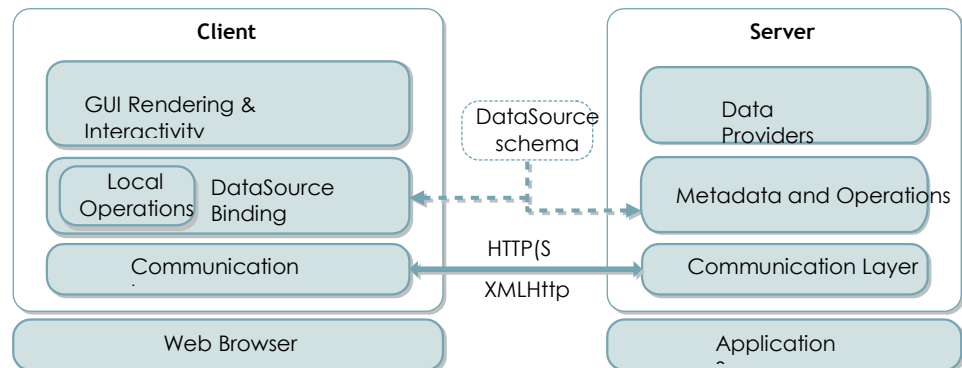 Client
GUI Rendering &
Interactivity
Local
Operations
DataSource
Binding
Communication
Web Browser
DataSource
schema
HTTP(S
XMLHttp
Server
Data
Providers
Metadata and Operations
Communication Layer
Application